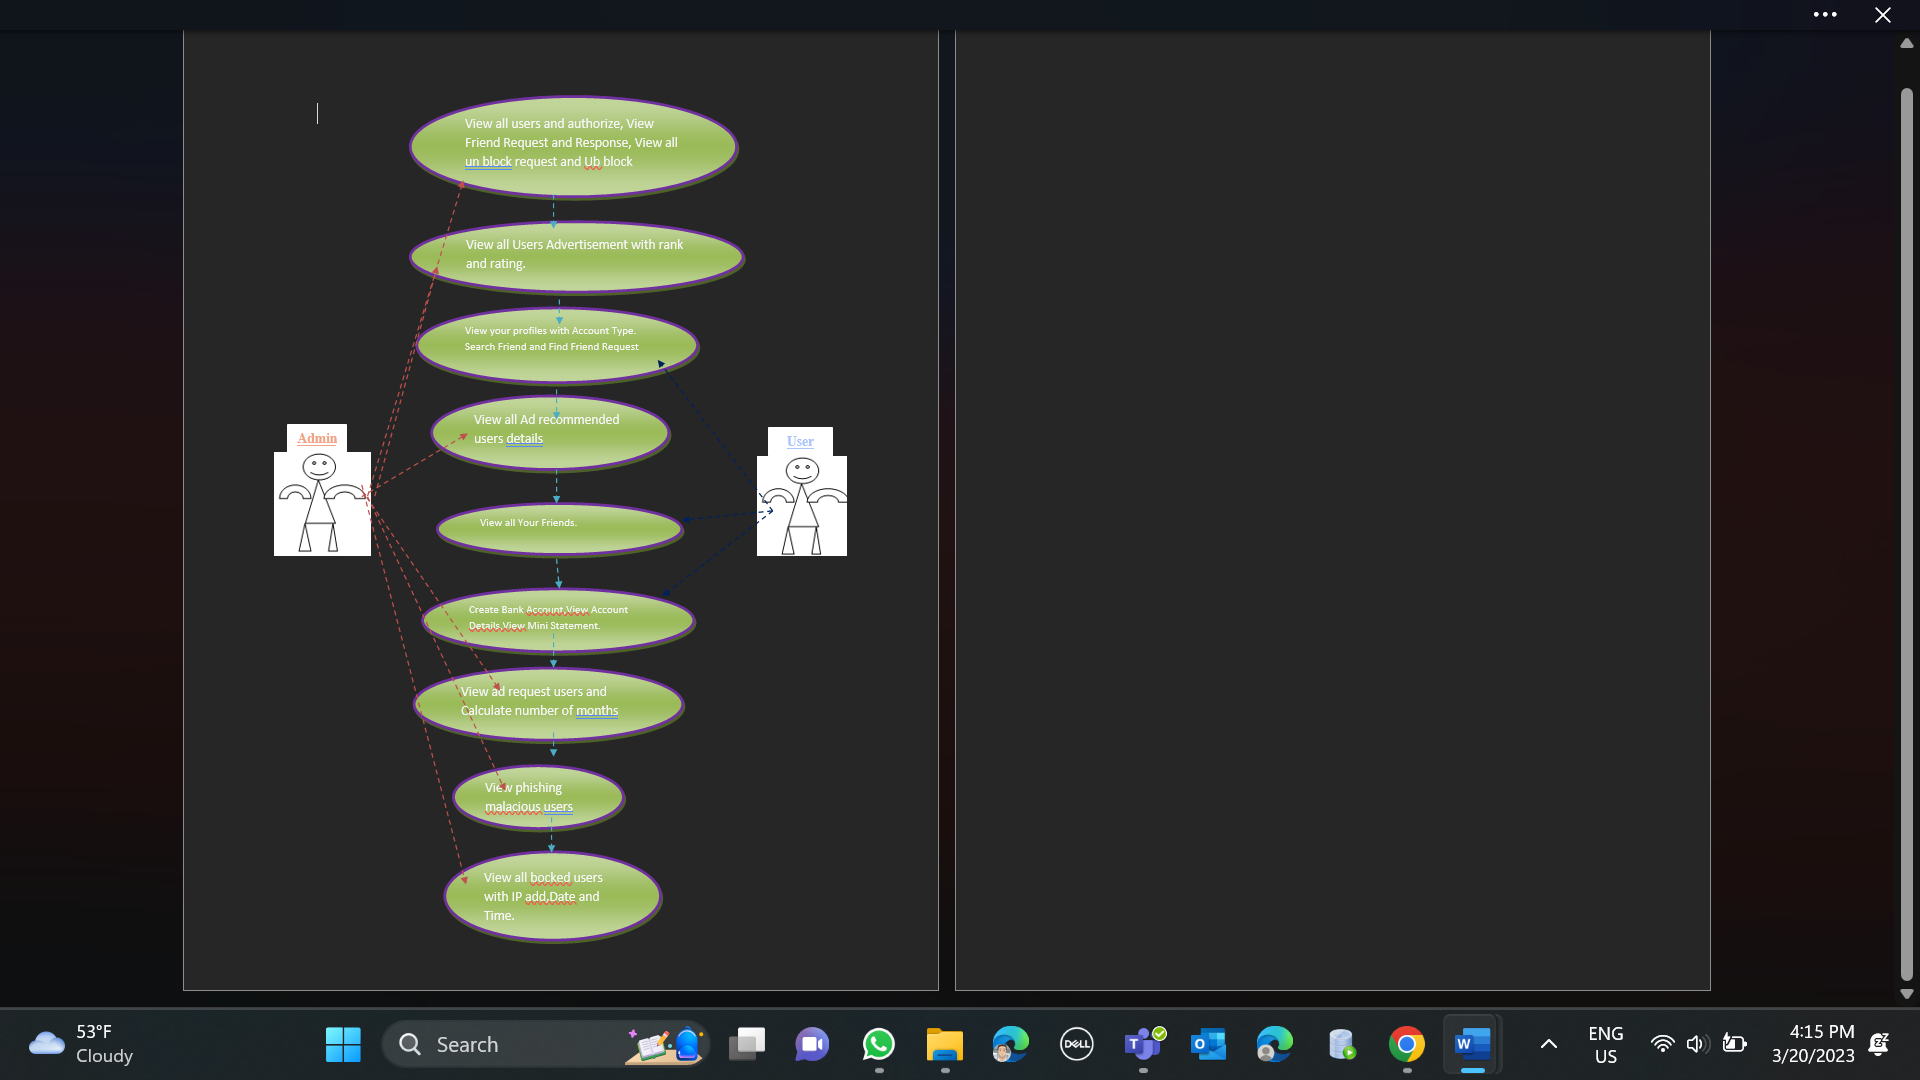 View all users and authorize, View
Friend Request and Response, View all
un block request and Ub block
View all Users Advertisement with rank
and rating.
View your profiles with Account Type.
Search Friend and Find Friend Request
View all Ad recommended
users details
Admin
User
View all Your Friends.
Create Bank Account,View Account
Details,View Mini Statement.
View ad request users and
Calculate number of months
View phishing
malacious users
View all bocked users
with IP add,Date and
Time.
53°F
Cloudy
Search
DELL
T
O
W
ENG
US
4:15 PM
3/20/2023